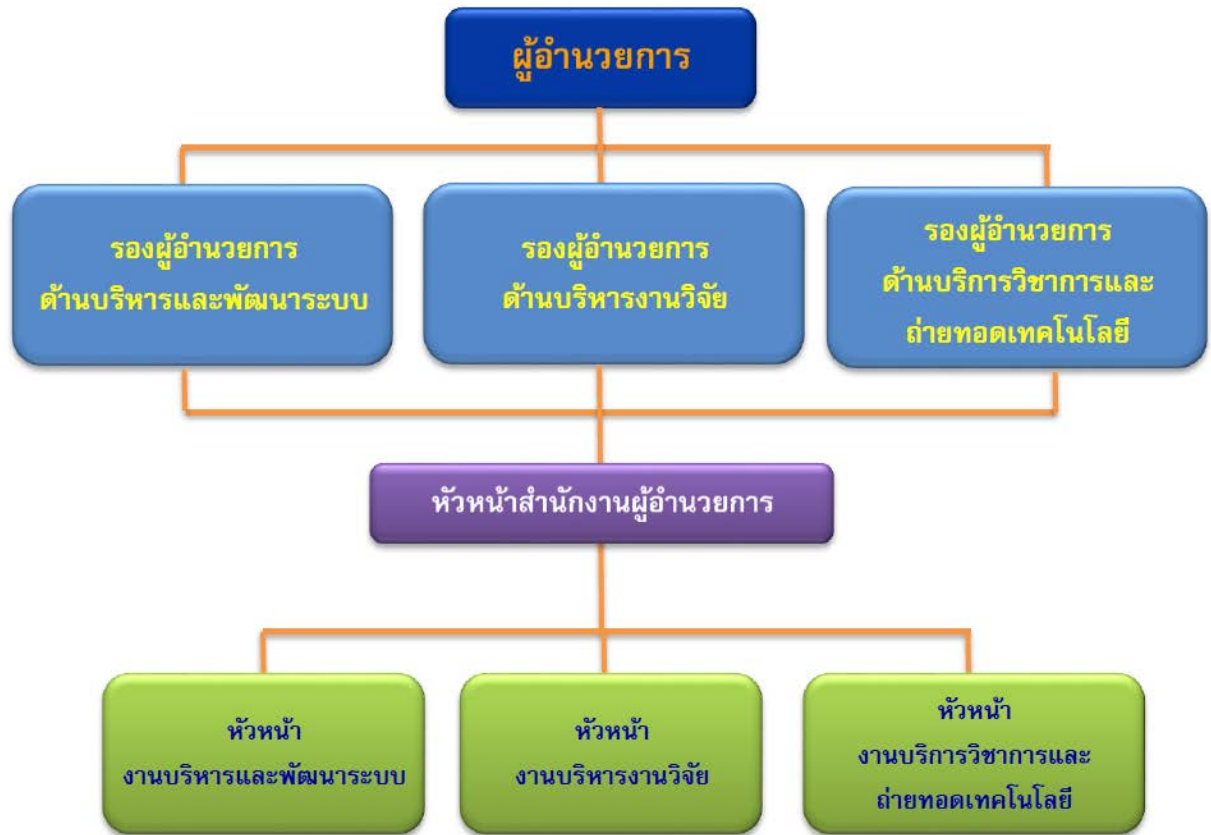 ผู้อำนวยการ
รองผู้อำนวยการ
ด้านบริหารและพัฒนาระบบ
รองผู้อำนวยการ
ด้านบริหารงานวิจัย
รองผู้อำนวยการ
ด้านบริการวิชาการและ
ถ่ายทอดเทคโนโลยี
หัวหน้าสำนักงานผู้อำนวยการ
หัวหน้า
งานบริหารและพัฒนาระบบ
หัวหน้า
งานบริหารงานวิจัย
หัวหน้า
งานบริการวิชาการและ
ถ่ายทอดเทคโนโลยี